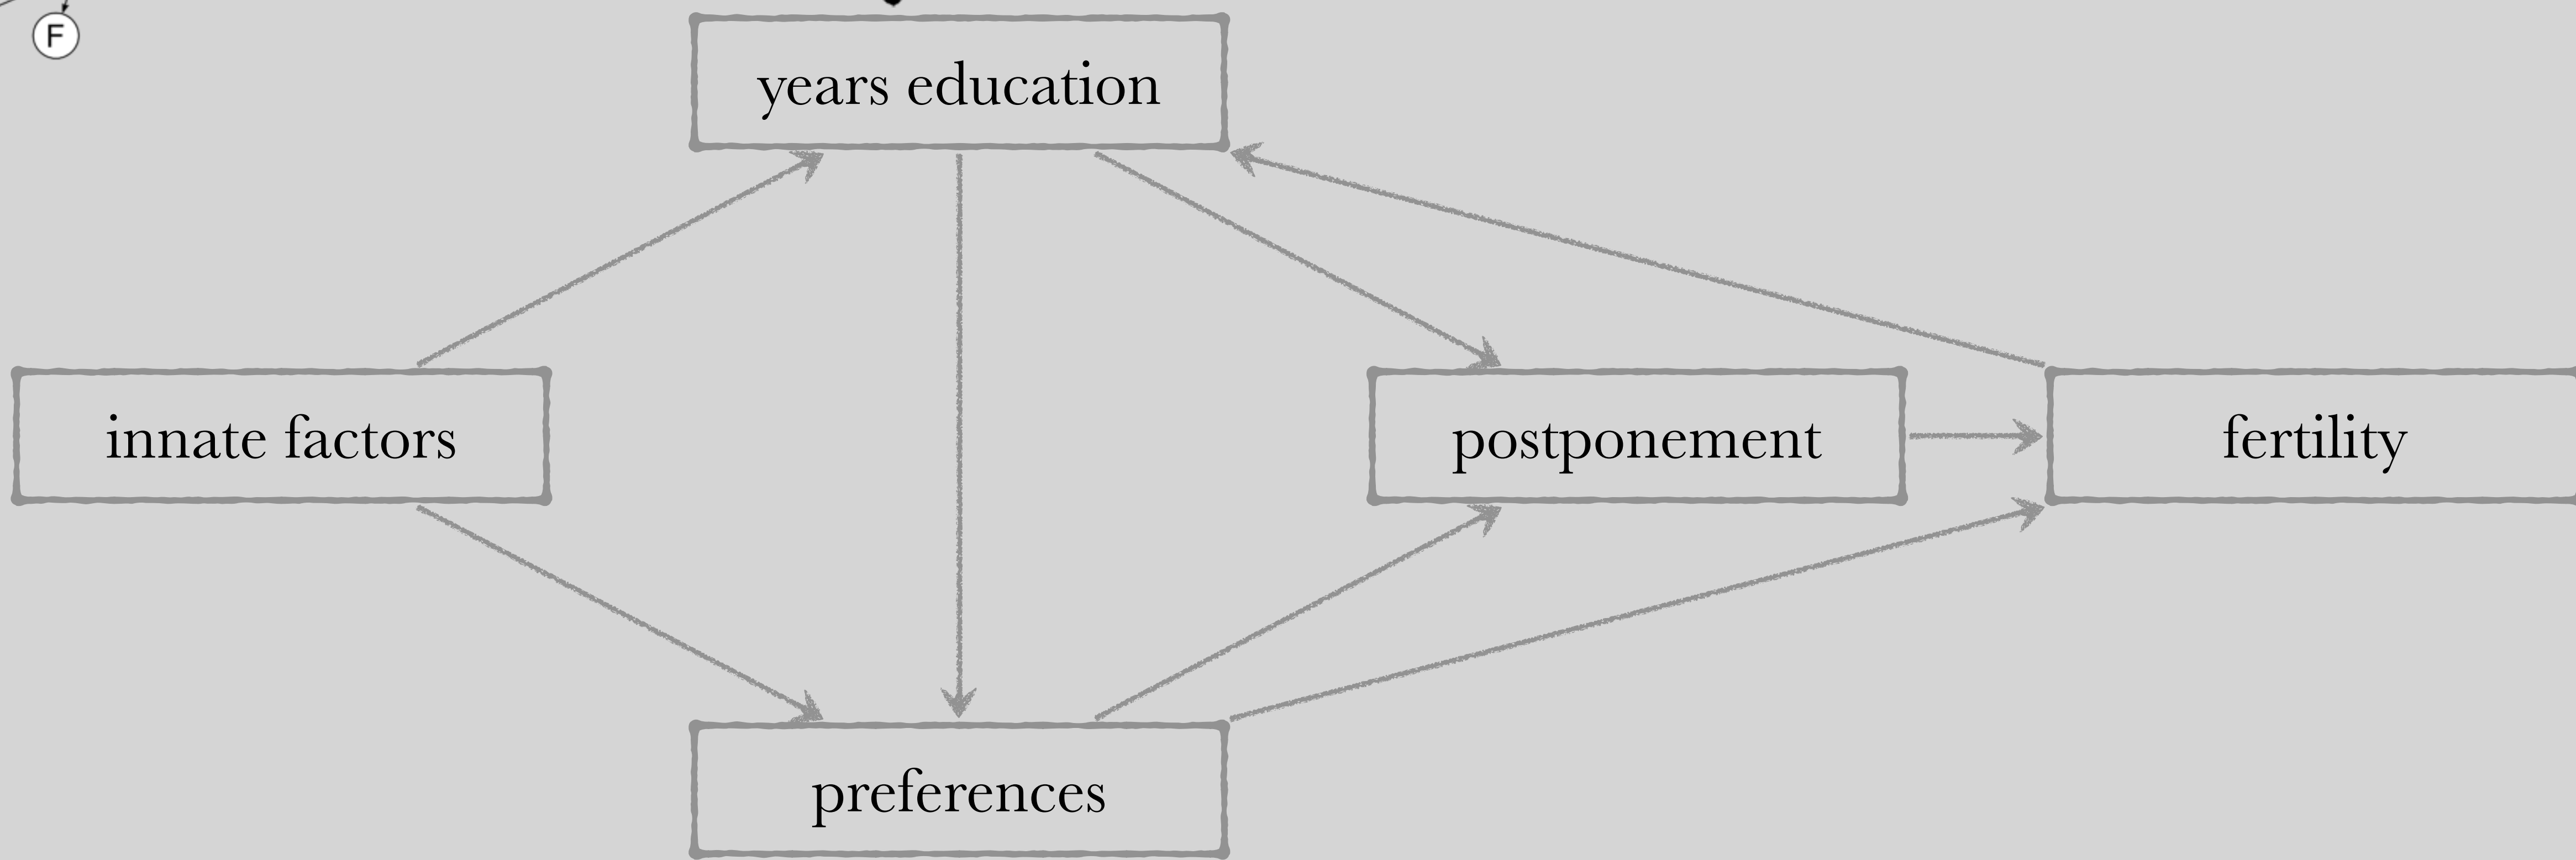 F
years education
innate factors
postponement
fertility
preferences